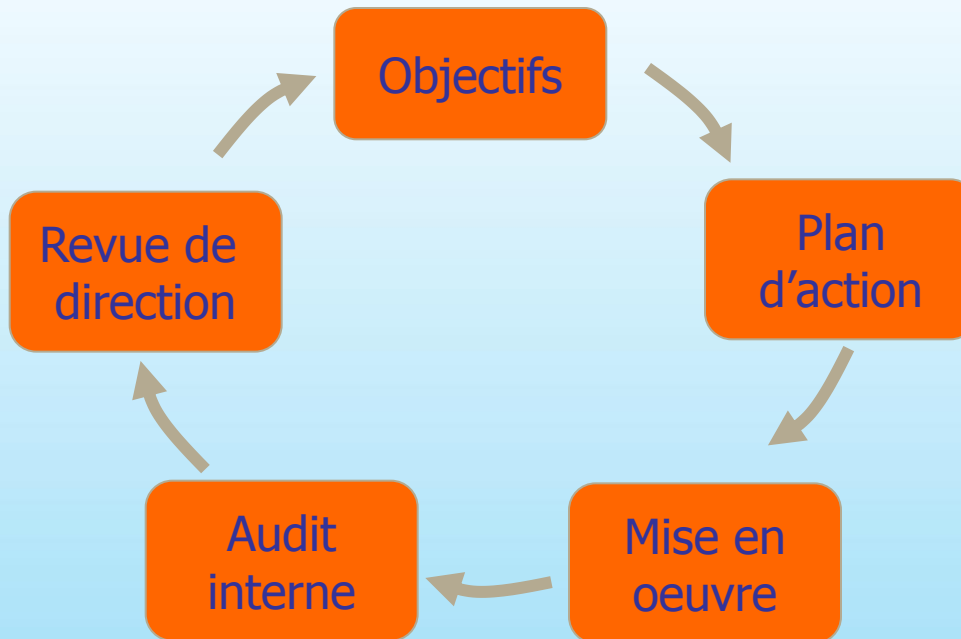 Objectifs
Plan
d’action
Mise en
oeuvre
Audit
interne
Revue de
direction